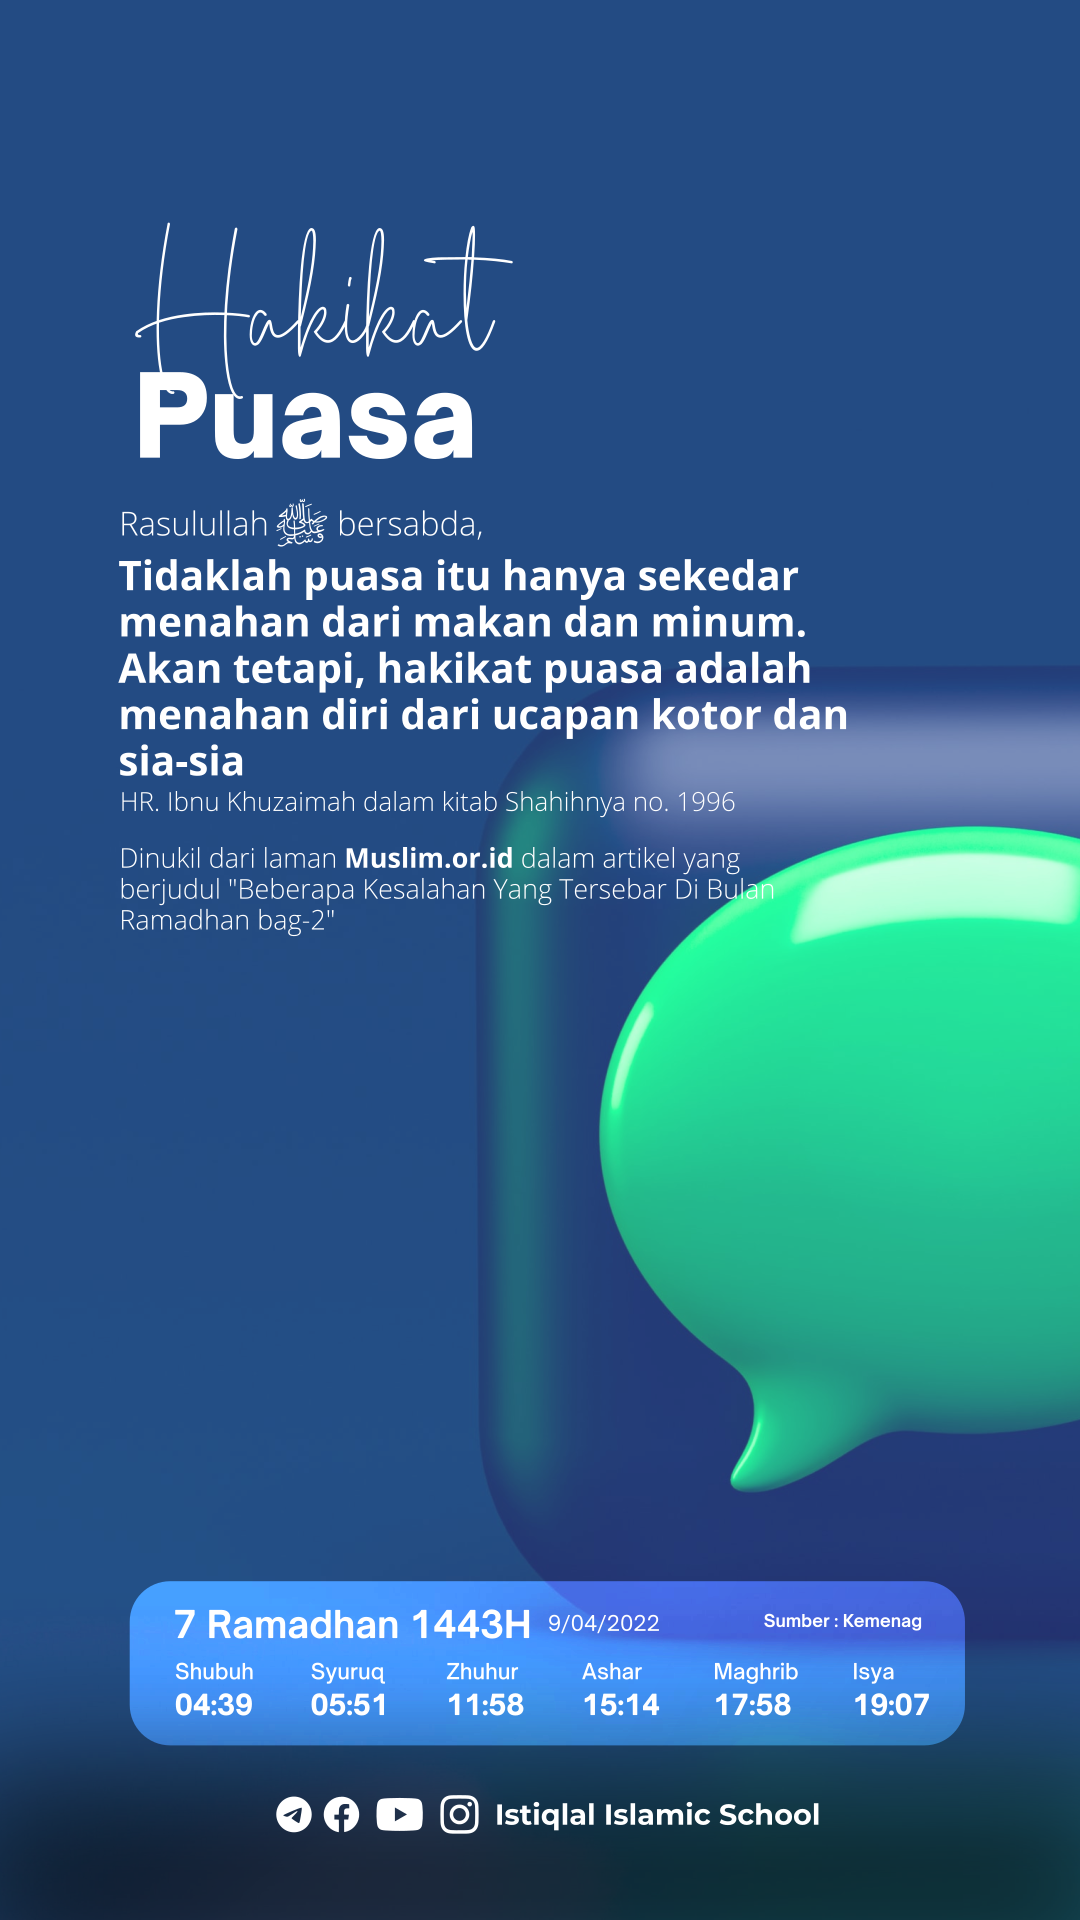 Hakikat
Puasa
Rasulullah ﷺ bersabda,
Tidaklah puasa itu hanya sekedar
menahan dari makan dan minum.
Akan tetapi, hakikat puasa adalah
menahan diri dari ucapan kotor dan
sia-sia
HR. Ibnu Khuzaimah dalam kitab Shahihnya no. 1996
Dinukil dari laman Muslim.or.id dalam artikel yang
berjudul "Beberapa Kesalahan Yang Tersebar Di Bulan
Ramadhan bag-2"
7 Ramadhan 1443H 9/04/2022 Sumber : Kemenag
Shubuh Syuruq Zhuhur Ashar Maghrib Isya
04:39 05:51 11:58 15:14 17:58 19:07
Istiqlal Islamic School